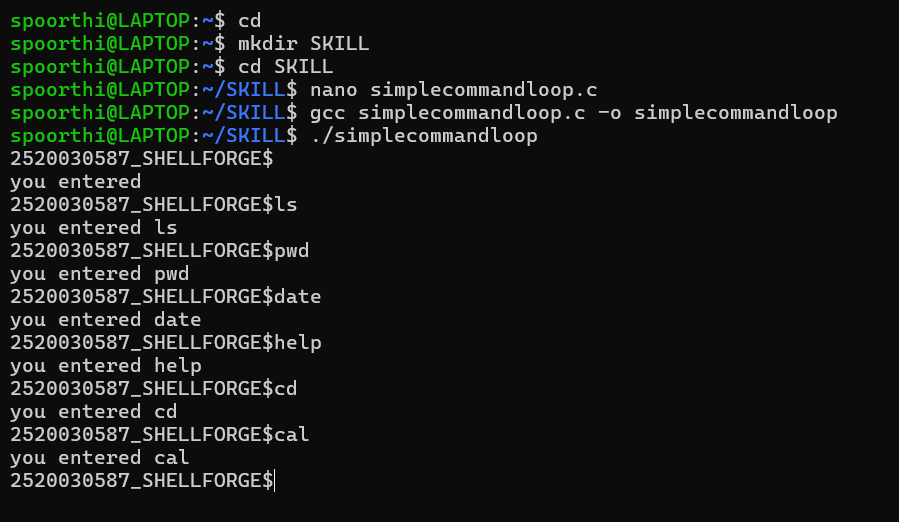 spoorthi@LAPTOP:~$ cd
spoorthi@LAPTOP:~$ mkdir SKILL
spoorthi@LAPTOP:~$ cd SKILL
spoorthi@LAPTOP:~/SKILL$ nano simplecommandloop.c
spoorthi@LAPTOP:~/SKILL$ gcc simplecommandloop.c -o simplecommandloop
spoorthi@LAPTOP:~/SKILL$ ./simplecommandloop
2520030587_SHELLFORGE$
you entered
2520030587_SHELLFORGE$ls
you entered ls
2520030587_SHELLFORGE$pwd
you entered pwd
2520030587_SHELLFORGE$date
you entered date
2520030587_SHELLFORGE$help
you entered help
2520030587_SHELLFORGE$cd
you entered cd
2520030587_SHELLFORGE$cal
you entered cal
2520030587_SHELLFORGE$